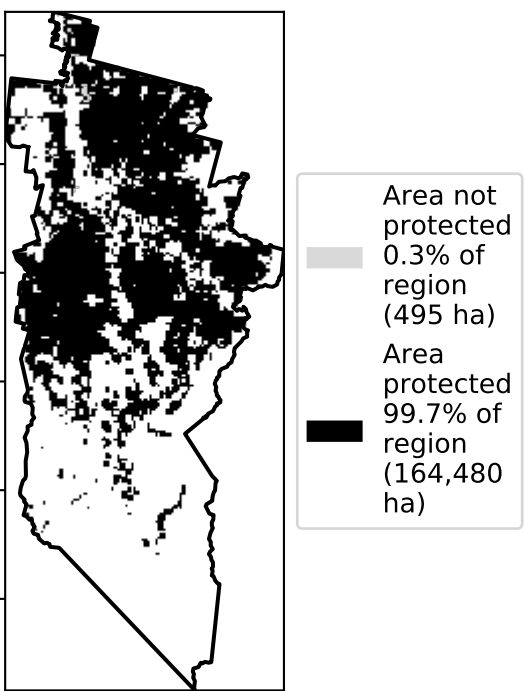 Area not
protected
0.3% of
region
(495 ha)
Area
protected
99.7% of
region
(164,480
ha)